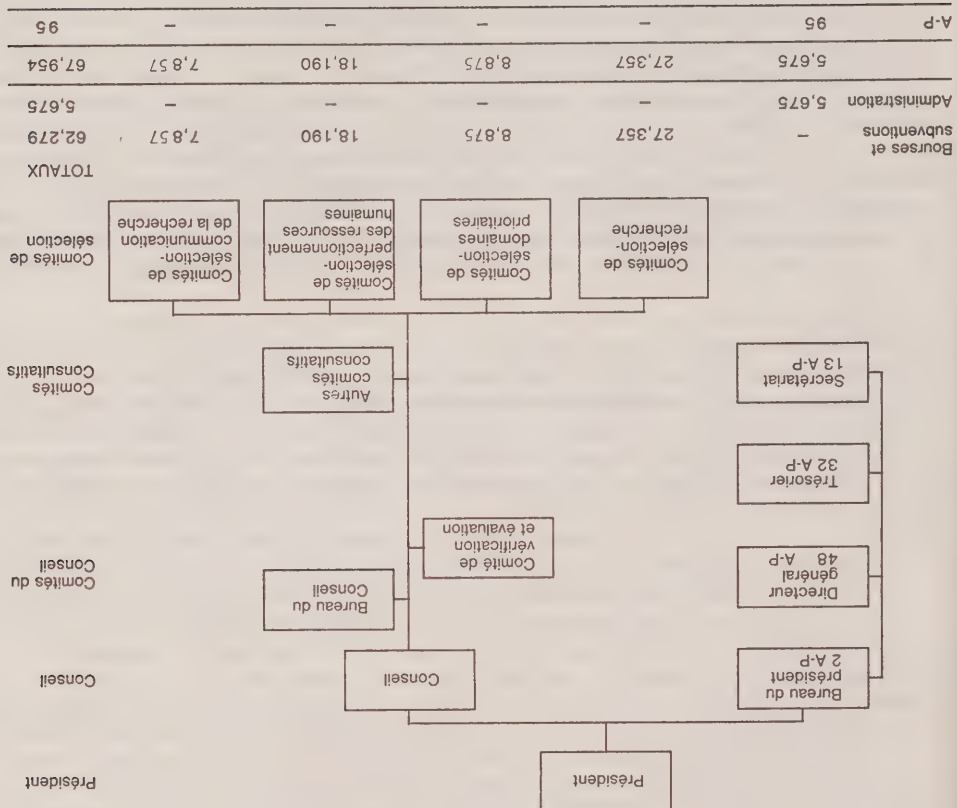 Président
Président
Bureau du
président
2 A-P
Conseil
Conseil
Directeur
général
48 A-P
Bureau du
Conseil
Comité de
vérification
et évaluation
Comités du
Conseil
Trésorier
32 A-P
Secrétariat
13 A-P
Autres
comités
consultatifs
Comités
Consultatifs
Comités de
sélection-
recherche
Comités de
sélection-
domaines
prioritaires
Comités de
sélection-
perfectionnement
des ressources
humaines
Comités de
sélection-
communication
de la recherche
Comités de
sélection
TOTAUX
Bourses et
subventions – 27,357 8,875 18,190 7,857 62,279
Administration 5,675 – – – – 5,675
5,675 27,357 8,875 18,190 7,857 67,954
A-P 95 – – – – 95